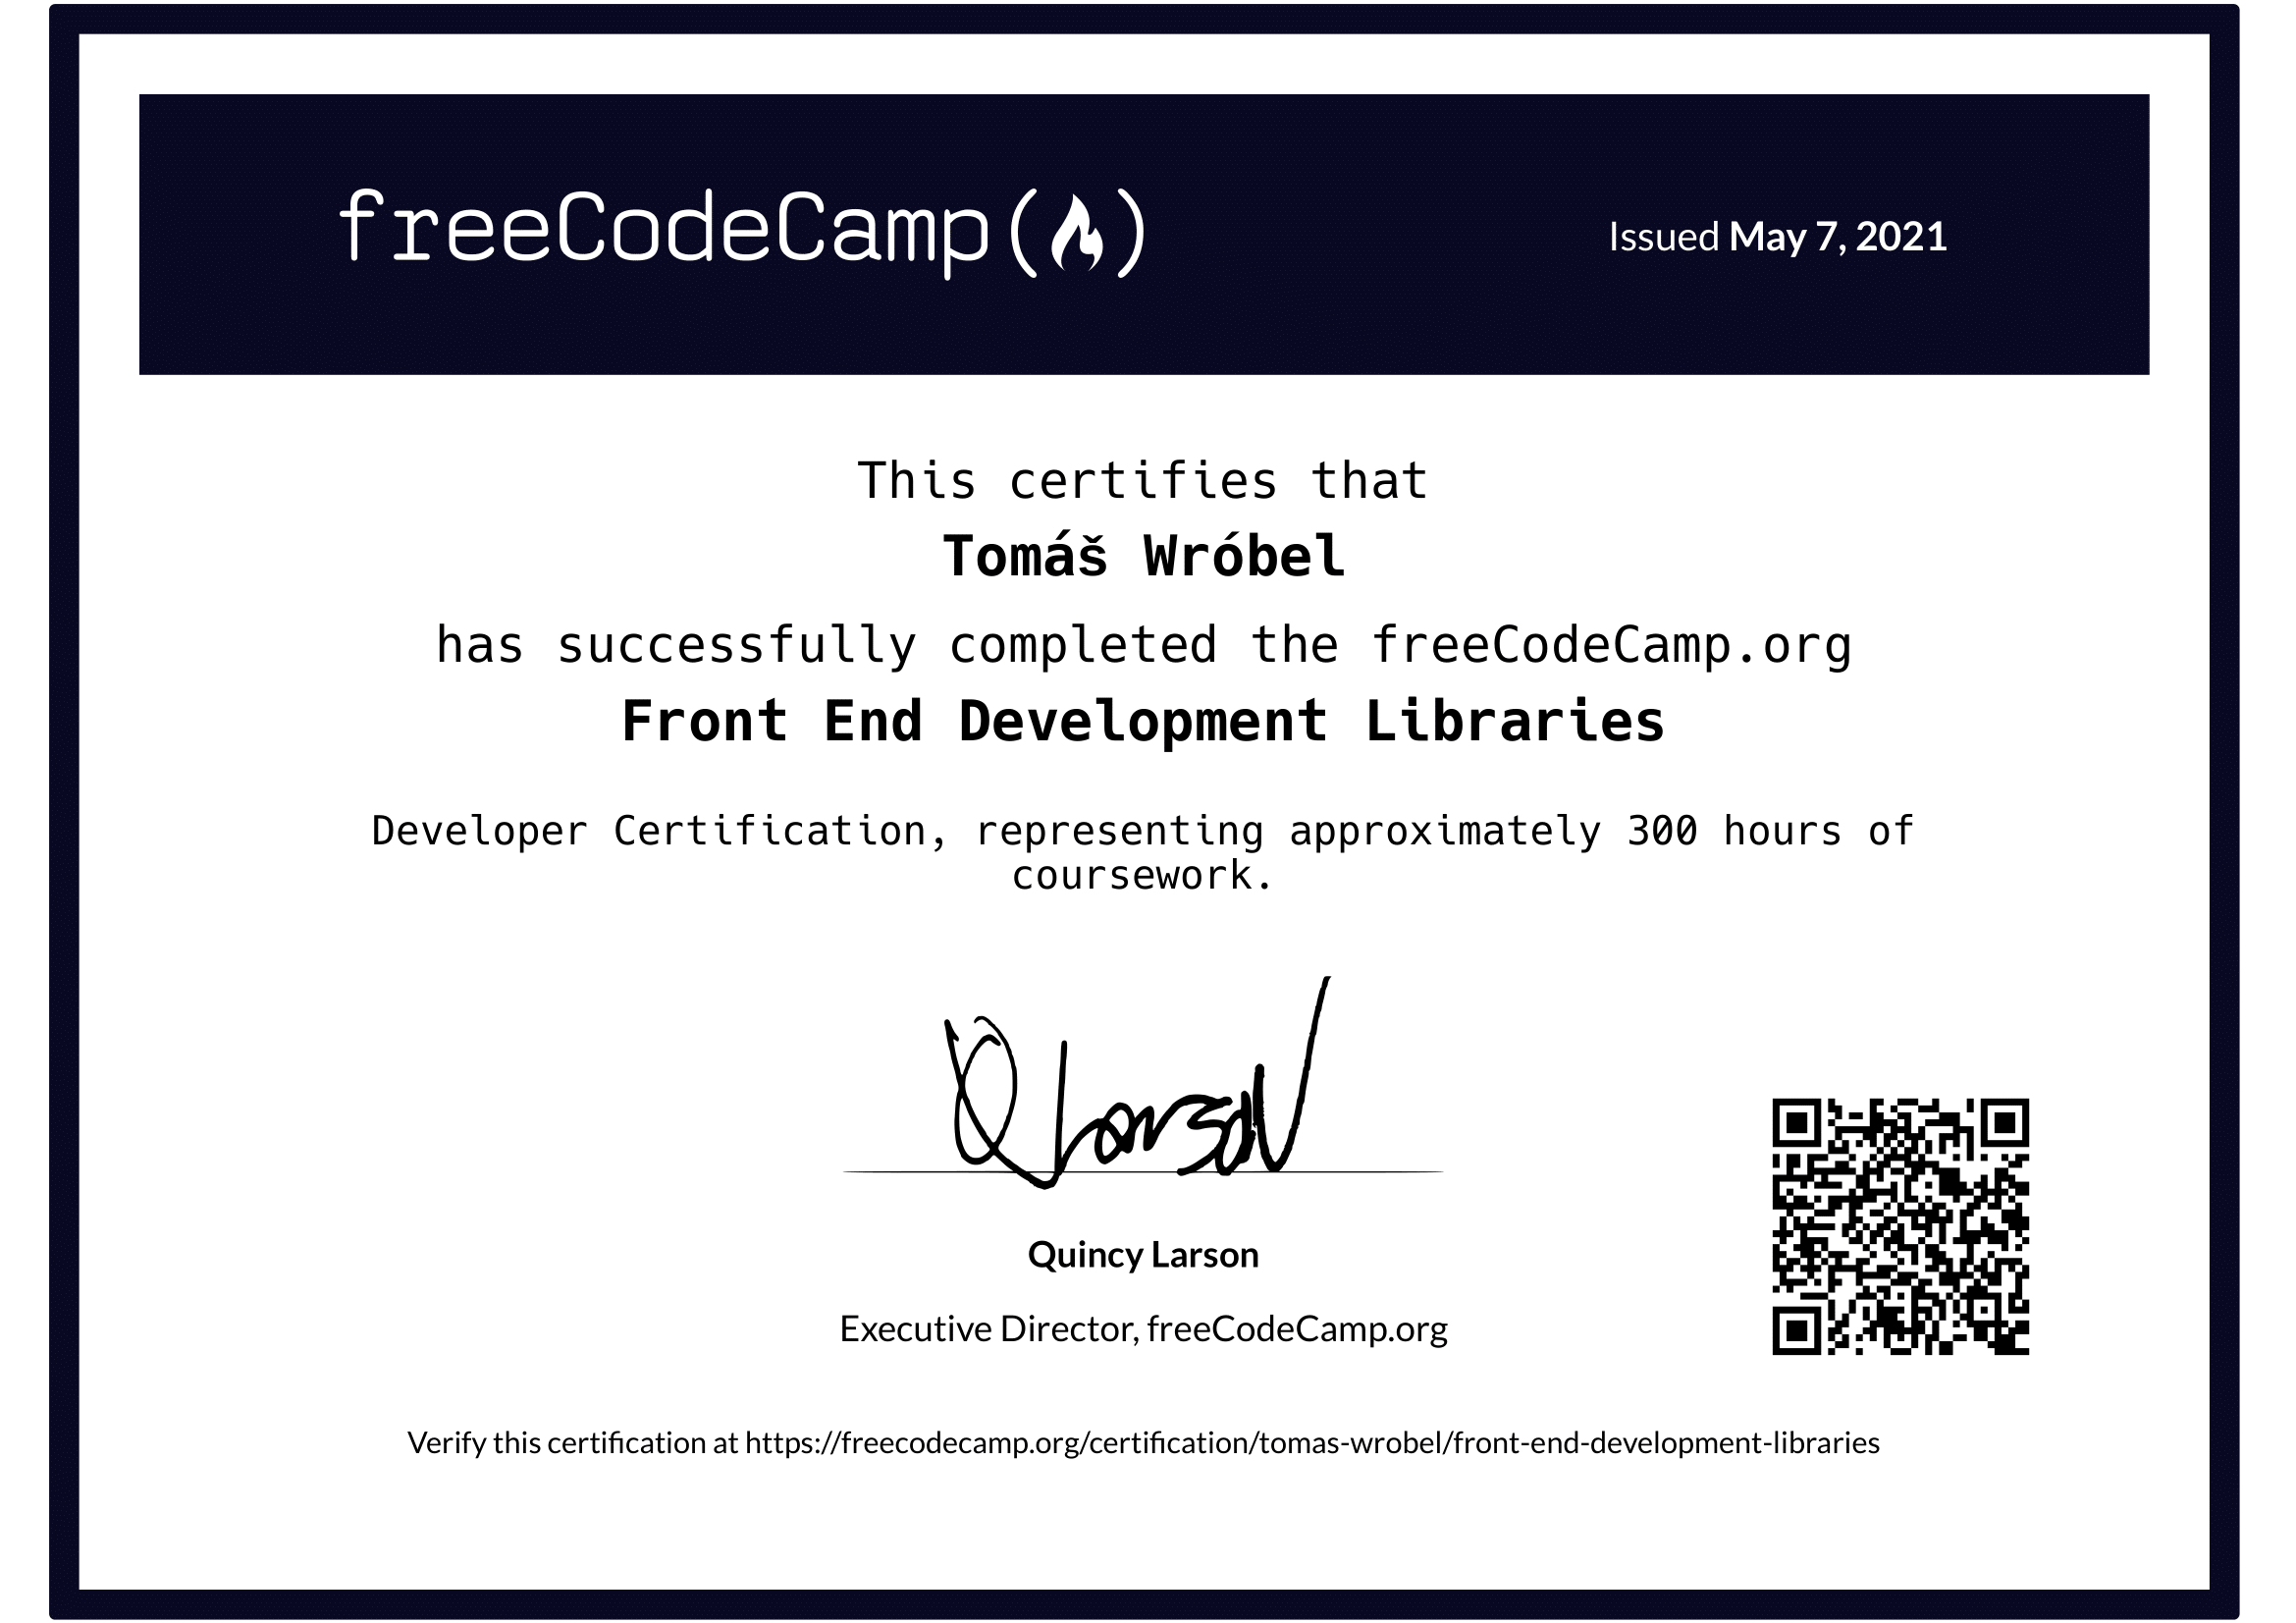 freeCodeCamp
Issued May 7, 2021
This certifies that
Tomáš Wróbel
has successfully completed the freeCodeCamp.org
Front End Development Libraries
Developer Certification, representing approximately 300 hours of
coursework.
Quincy Larson
Executive Director, freeCodeCamp.org
Verify this certification at https://freecodecamp.org/certification/tomas-wrobel/front-end-development-libraries